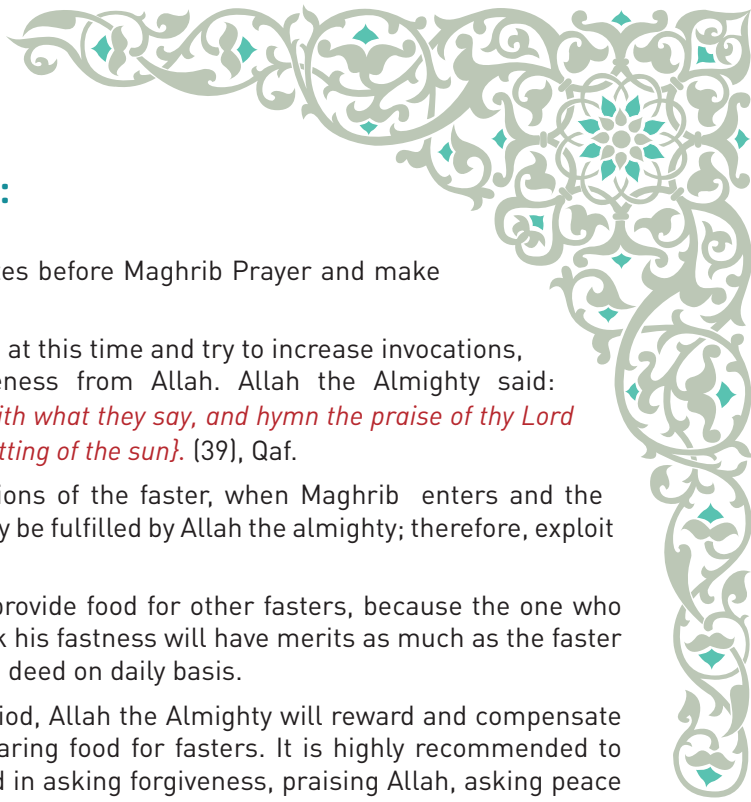 :
es before Maghrib Prayer and make
at this time and try to increase invocations,
eness from Allah. Allah the Almighty said:
ith what they say, and hymn the praise of thy Lord
tting of the sun}. (39), Qaf.
ions of the faster, when Maghrib enters and the
y be fulfilled by Allah the almighty; therefore, exploit
provide food for other fasters, because the one who
k his fastness will have merits as much as the faster
deed on daily basis.
iod, Allah the Almighty will reward and compensate
aring food for fasters. It is highly recommended to
d in asking forgiveness, praising Allah, asking peace